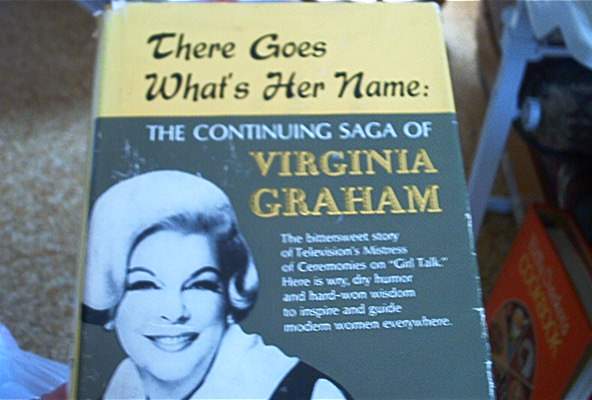 There Goes
What's Her Name:
THE CONTINUING SAGA OF
VIRGINIA
GRAHAM
The bittersweet story
of Television's Mistress
of Ceremonies on "Girl Talk."
Here is wry, dry humor
and hard-won wisdom
to inspire and guide
modern women everywhere.
COOKBOOK